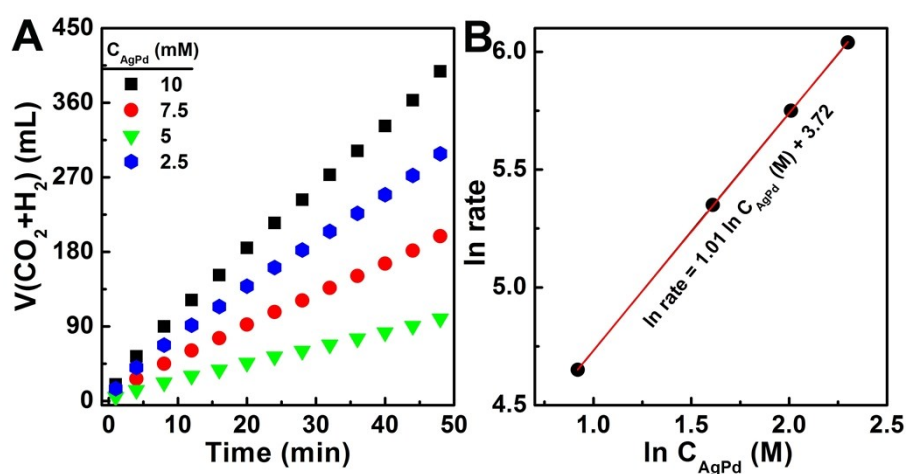 A
C_AgPd (mM)
10
7.5
5
2.5
V(CO₂+H₂) (mL)
450
360
270
180
90
0
0 10 20 30 40 50
Time (min)
B
ln rate
6.0
5.5
5.0
4.5
ln rate = 1.01 ln C_AgPd (M) + 3.72
1.0 1.5 2.0 2.5
ln C_AgPd (M)